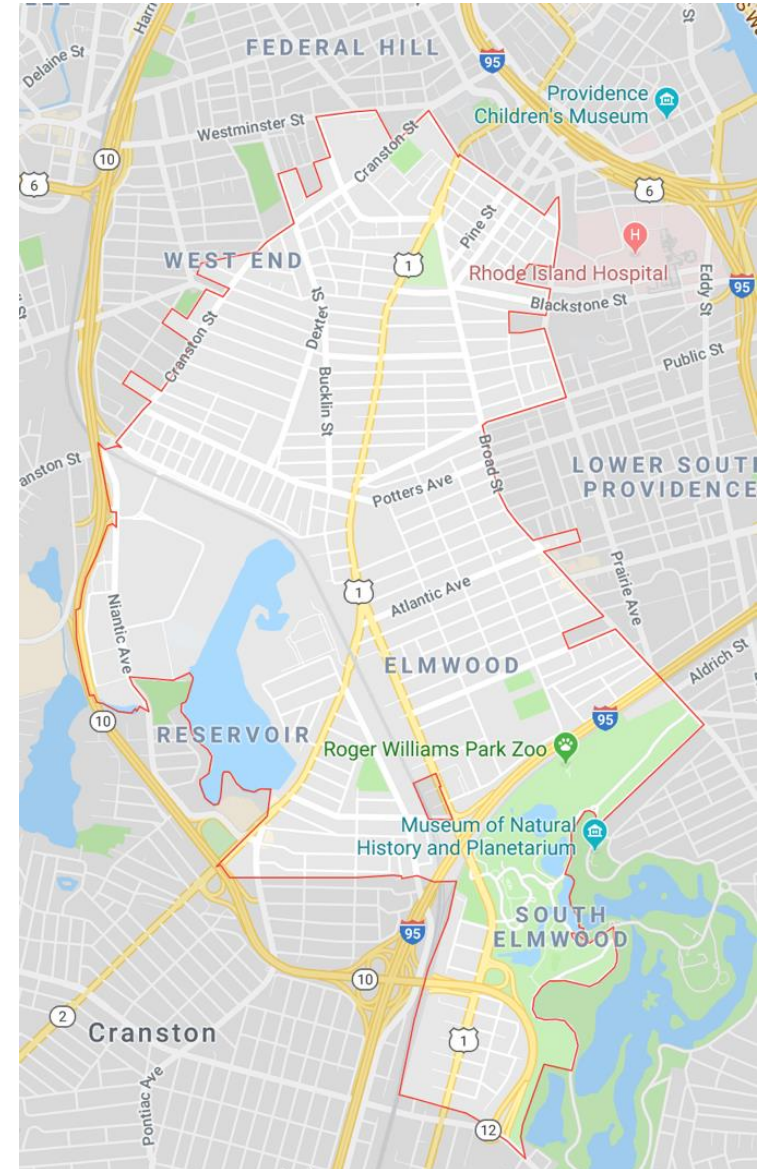 Delaine St
Harri
FEDERAL HILL
95
Providence
Children's Museum
St
Westminster St
10
6
Cranston St
6
Pine St
WEST END
1
H
Rhode Island Hospital
Eddy St
95
Blackstone St
Dexter St
Cranston St
Public St
Bucklin St
anston St
Broad St
LOWER SOUTH
PROVIDENCE
Potters Ave
Prairie Ave
1
Niantic Ave
Atlantic Ave
ELMWOOD
Aldrich St
10
RESERVOIR
95
Roger Williams Park Zoo
Museum of Natural
History and Planetarium
SOUTH
ELMWOOD
95
10
2
Cranston
1
Pontiac Ave
12